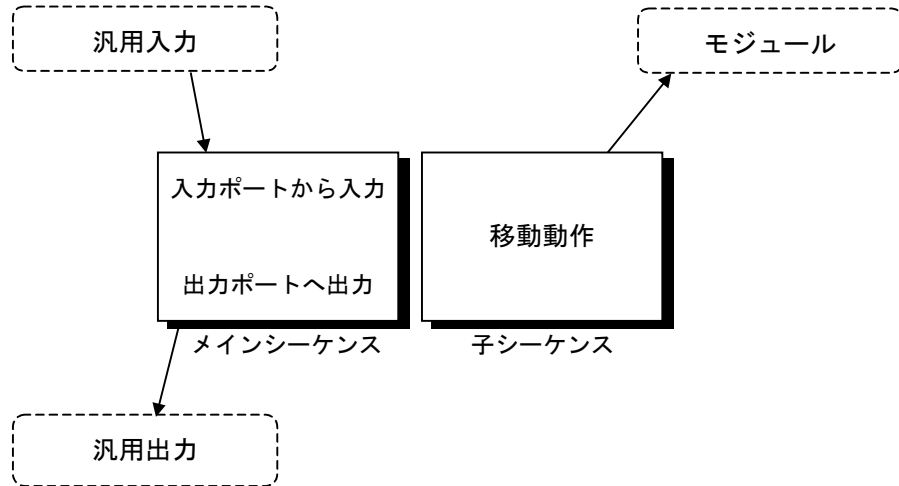 汎用入力
モジュール
入力ポートから入力
移動動作
出力ポートへ出力
メインシーケンス
子シーケンス
汎用出力